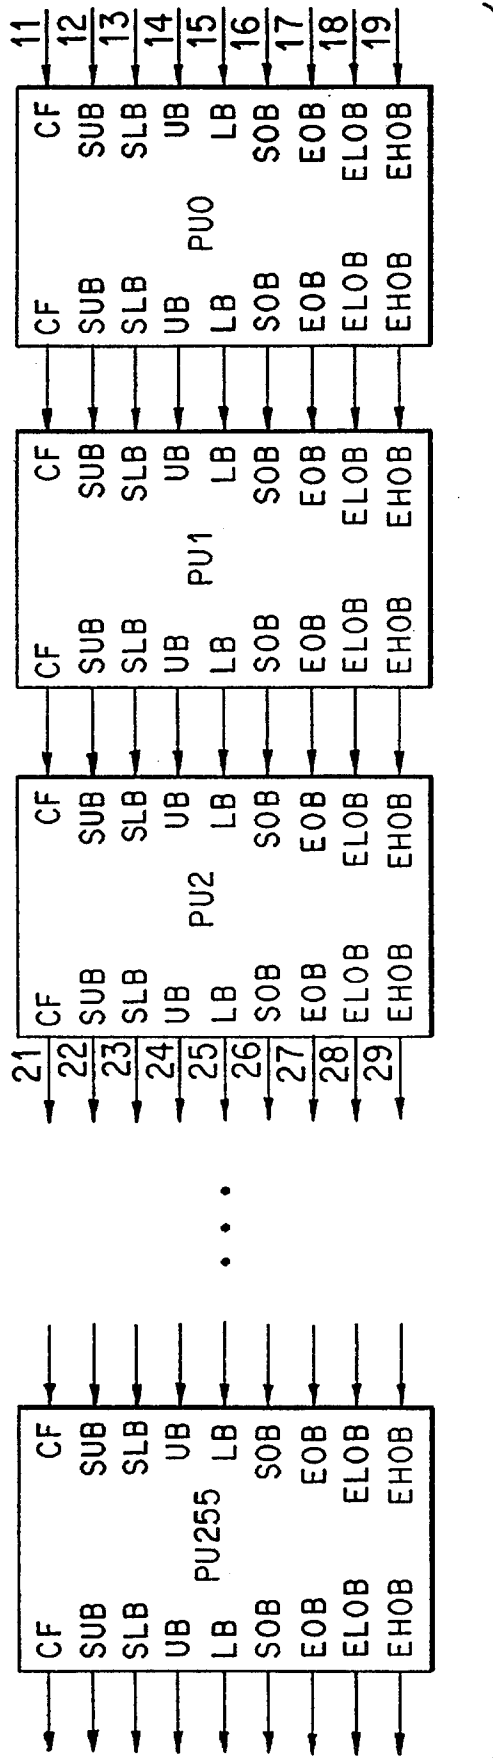 CF CF 21 CF CF CF CF CF CF 11
SUB SUB 22 SUB SUB SUB SUB SUB SUB 12
SLB SLB 23 SLB SLB SLB SLB SLB SLB 13
UB UB 24 UB UB UB UB UB UB 14
PU255 PU2 PU1 PU0
LB LB 25 LB LB LB LB LB LB 15
SOB SOB 26 SOB SOB SOB SOB SOB SOB 16
EOB EOB 27 EOB EOB EOB EOB EOB EOB 17
ELOB ELOB 28 ELOB ELOB ELOB ELOB ELOB ELOB 18
EHOB EHOB 29 EHOB EHOB EHOB EHOB EHOB EHOB 19